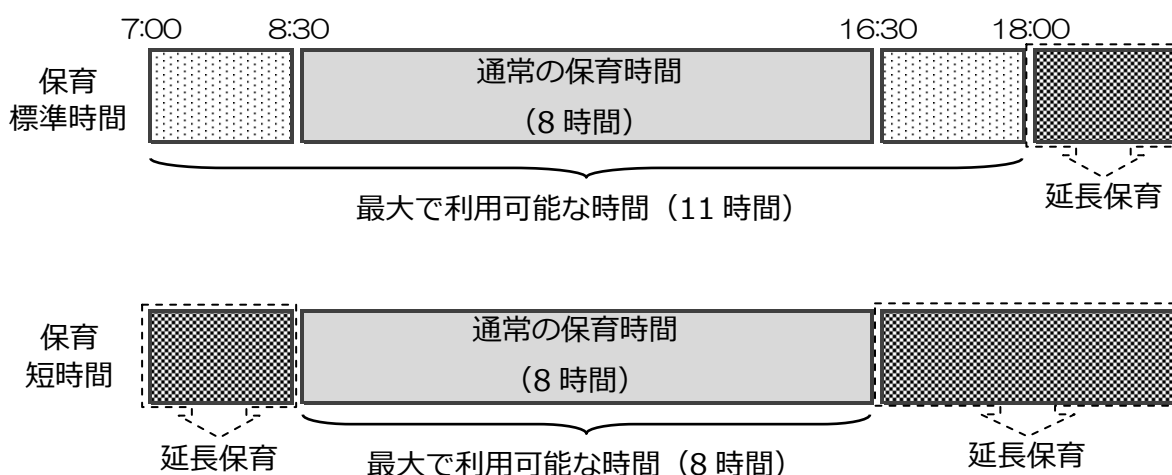 7:00 8:30 16:30 18:00
保育
標準時間
通常の保育時間
（8 時間）
最大で利用可能な時間（11 時間）
延長保育
保育
短時間
通常の保育時間
（8 時間）
延長保育
最大で利用可能な時間（8 時間）
延長保育